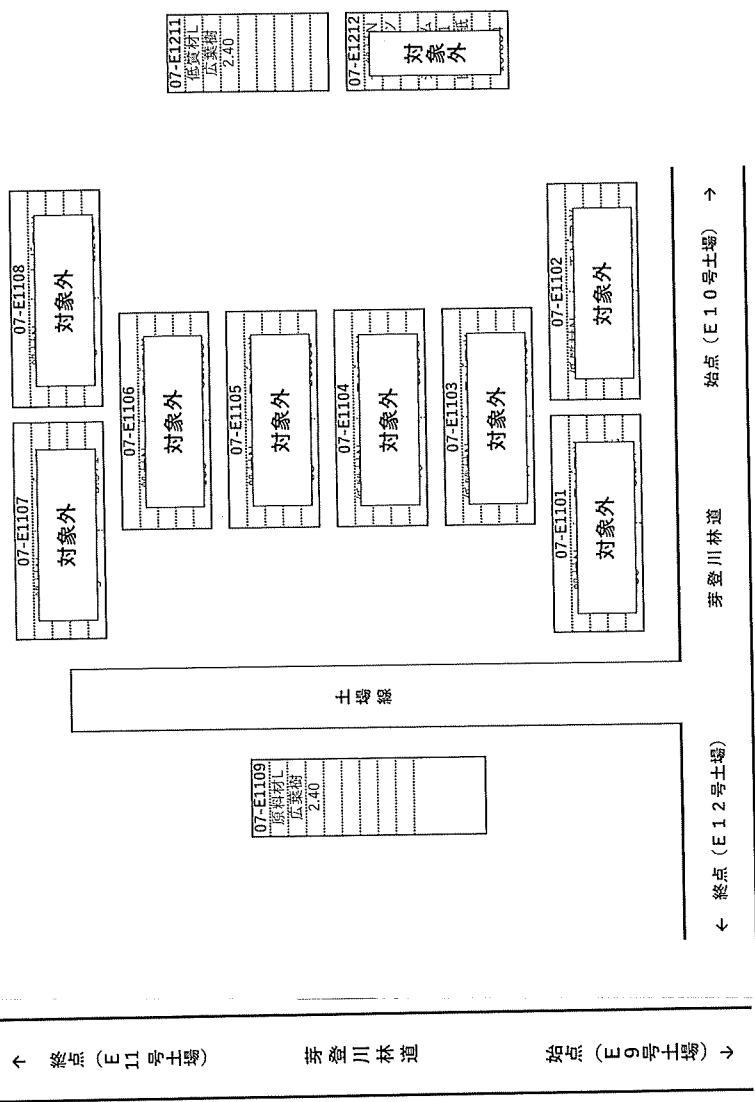 07-E1211
低質材L
広葉樹
2.40
07-E1212
対象外
07-E1108
対象外
07-E1107
対象外
07-E1106
対象外
07-E1105
対象外
07-E1104
対象外
07-E1103
対象外
07-E1102
対象外
07-E1101
対象外
土場線
07-E1109
原料材L
広葉樹
2.40
始点（E10号土場） →
芽登川林道
← 終点（E12号土場）
↑ 終点（E11号土場）
芽登川林道
始点（E9号土場） ↓